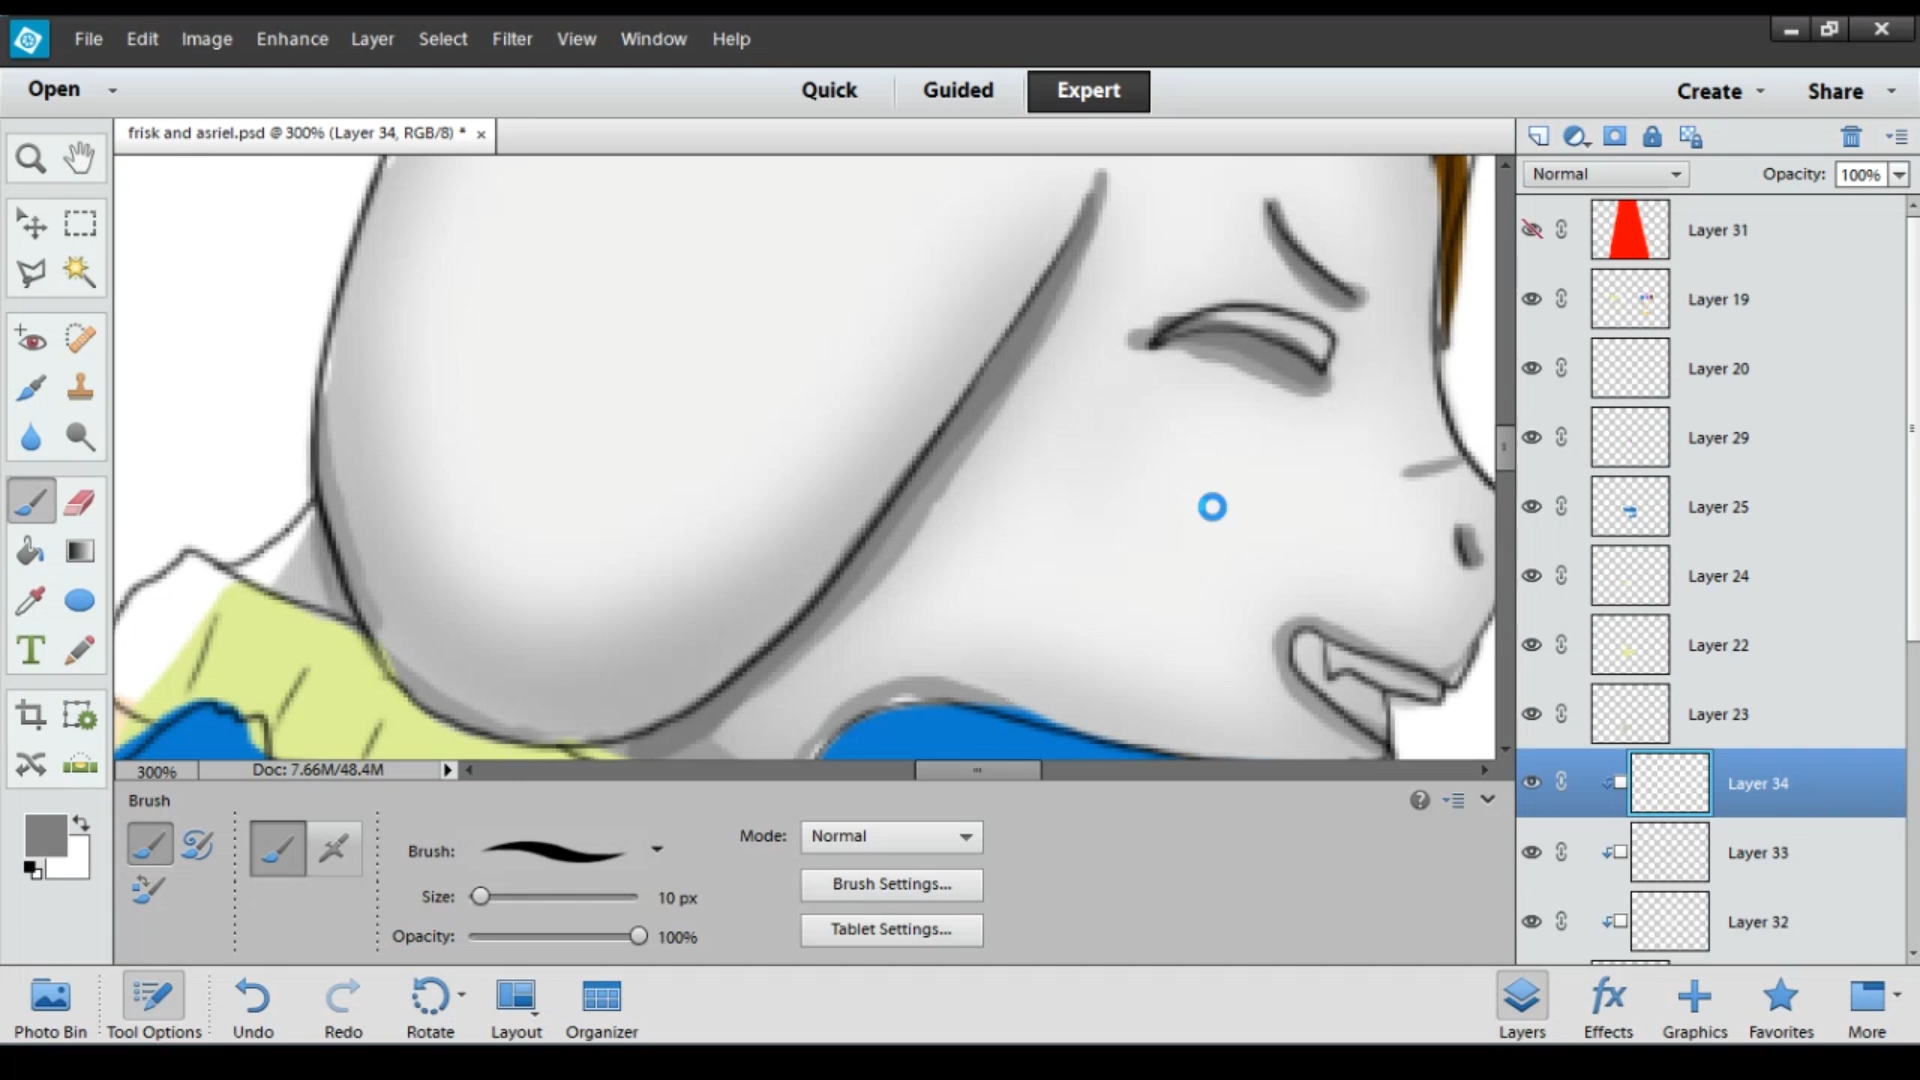 File Edit Image Enhance Layer Select Filter View Window Help
Open Quick Guided Expert Create Share
frisk and asriel.psd @ 300% (Layer 34, RGB/8) * ×
Normal Opacity: 100%
Layer 31
Layer 19
Layer 20
Layer 29
Layer 25
Layer 24
Layer 22
Layer 23
Layer 34
Layer 33
Layer 32
300% Doc: 7.66M/48.4M
Brush
Brush:
Size: 10 px
Opacity: 100%
Mode: Normal
Brush Settings...
Tablet Settings...
Photo Bin Tool Options Undo Redo Rotate Layout Organizer Layers Effects Graphics Favorites More